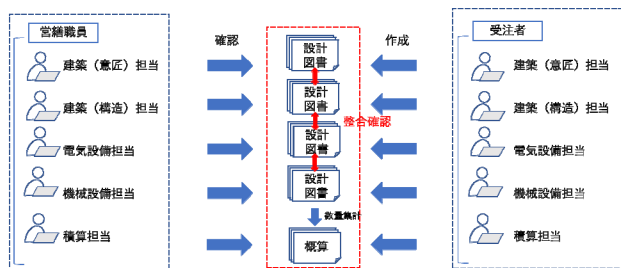 営繕職員
建築（意匠）担当
建築（構造）担当
電気設備担当
機械設備担当
積算担当
確認
作成
設計
図書
設計
図書
整合確認
設計
図書
設計
図書
数量集計
概算
受注者
建築（意匠）担当
建築（構造）担当
電気設備担当
機械設備担当
積算担当